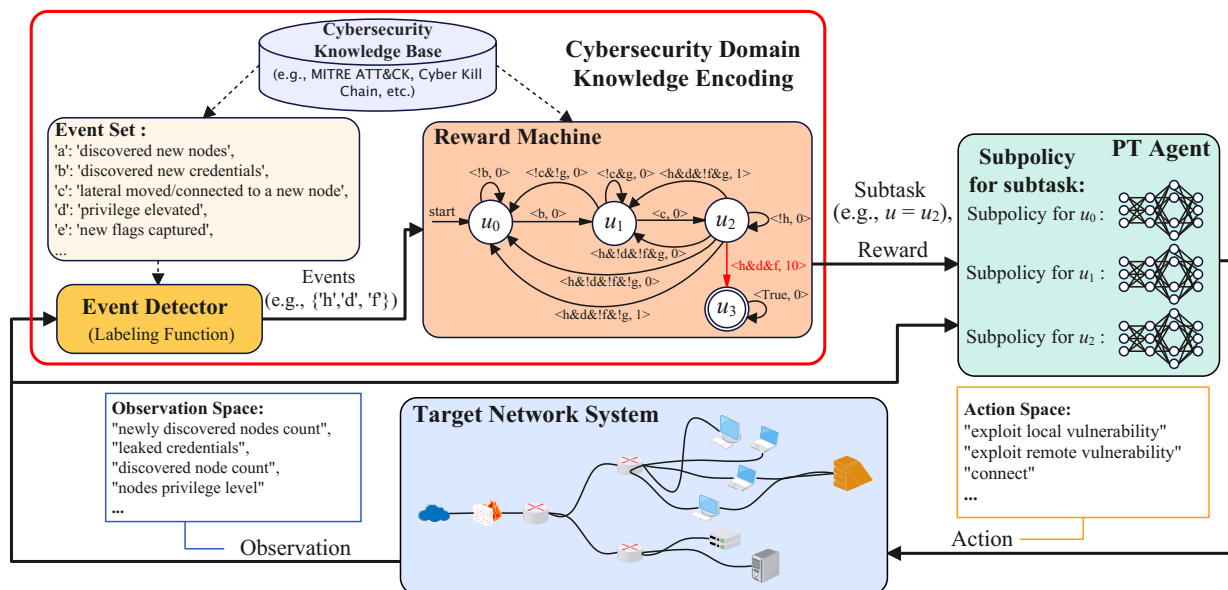 Cybersecurity
Knowledge Base
(e.g., MITRE ATT&CK, Cyber Kill
Chain, etc.)
Cybersecurity Domain
Knowledge Encoding
Event Set :
'a': 'discovered new nodes',
'b': 'discovered new credentials',
'c': 'lateral moved/connected to a new node',
'd': 'privilege elevated',
'e': 'new flags captured',
...
Event Detector
(Labeling Function)
Events
(e.g., {'h','d', 'f'})
Reward Machine
<!b, 0>
<!c&!g, 0>
<!c&g, 0>
<h&d&!f&g, 1>
start
u0
<b, 0>
u1
<c, 0>
u2
<!h, 0>
<h&!d&!f&g, 0>
<h&!d&!f&!g, 0>
<h&d&!f&!g, 1>
<h&d&f, 10>
<True, 0>
u3
Subtask
(e.g., u = u2),
Reward
PT Agent
Subpolicy
for subtask:
Subpolicy for u0 :
Subpolicy for u1 :
Subpolicy for u2 :
Observation Space:
"newly discovered nodes count",
"leaked credentials",
"discovered node count",
"nodes privilege level"
...
Observation
Target Network System
Action Space:
"exploit local vulnerability"
"exploit remote vulnerability"
"connect"
...
Action